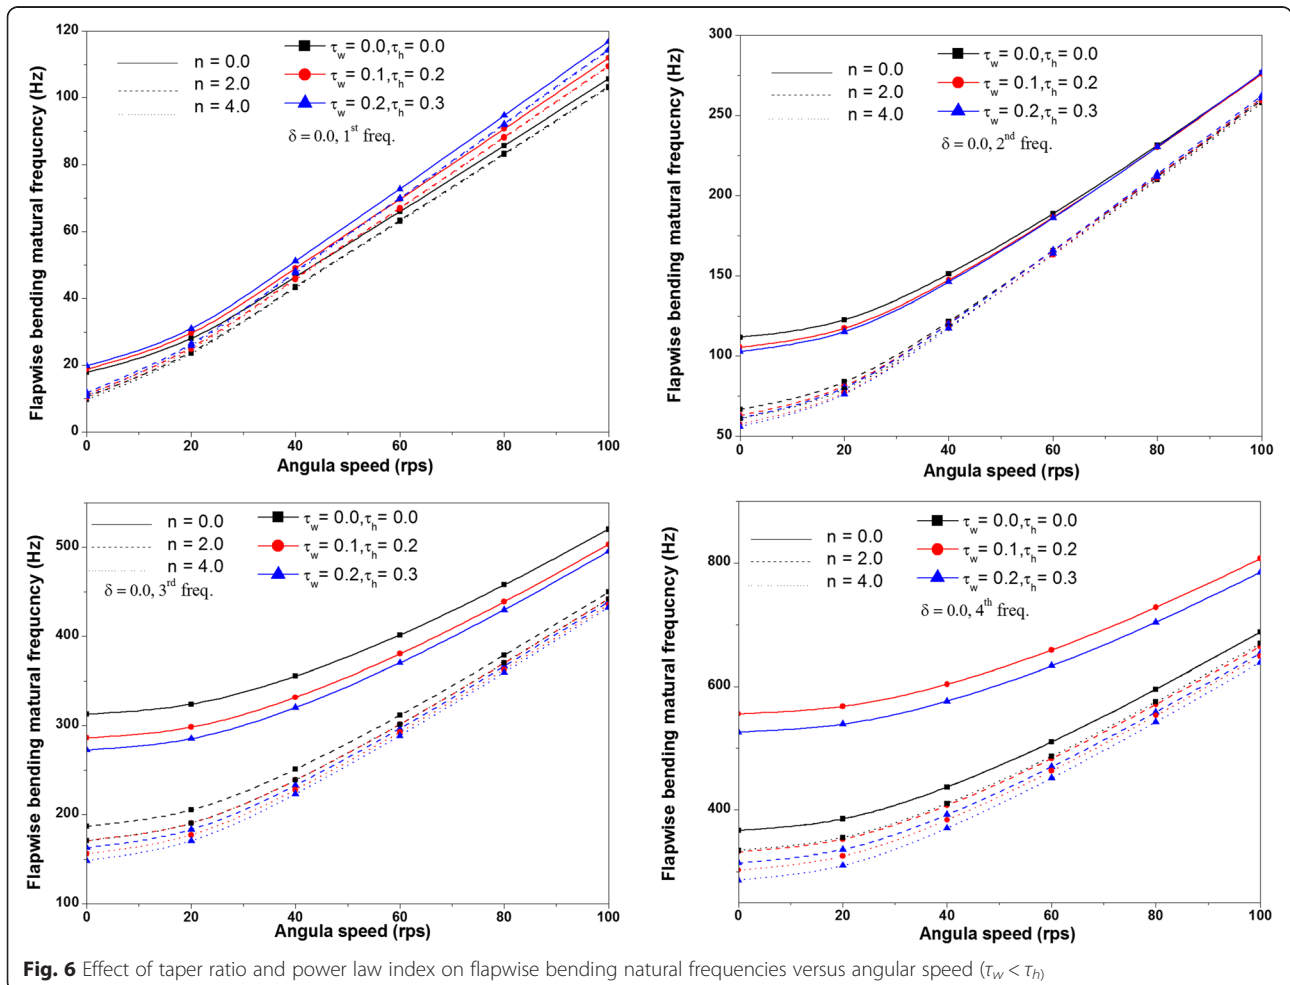 120
100
80
60
40
20
0
Flapwise bending matural frequcncy (Hz)
n = 0.0
n = 2.0
n = 4.0
τw= 0.0,τh= 0.0
τw= 0.1,τh= 0.2
τw= 0.2,τh= 0.3
δ = 0.0, 1st freq.
0 20 40 60 80 100
Angula speed (rps)
300
250
200
150
100
50
Flapwise bending matural frequcncy (Hz)
n = 0.0
n = 2.0
n = 4.0
τw= 0.0,τh= 0.0
τw= 0.1,τh= 0.2
τw= 0.2,τh= 0.3
δ = 0.0, 2nd freq.
0 20 40 60 80 100
Angula speed (rps)
500
400
300
200
100
Flapwise bending matural frequcncy (Hz)
n = 0.0
n = 2.0
n = 4.0
τw= 0.0,τh= 0.0
τw= 0.1,τh= 0.2
τw= 0.2,τh= 0.3
δ = 0.0, 3rd freq.
0 20 40 60 80 100
Angula speed (rps)
800
600
400
Flapwise bending matural frequcncy (Hz)
n = 0.0
n = 2.0
n = 4.0
τw= 0.0,τh= 0.0
τw= 0.1,τh= 0.2
τw= 0.2,τh= 0.3
δ = 0.0, 4th freq.
0 20 40 60 80 100
Angula speed (rps)
Fig. 6 Effect of taper ratio and power law index on flapwise bending natural frequencies versus angular speed (τw < τh)